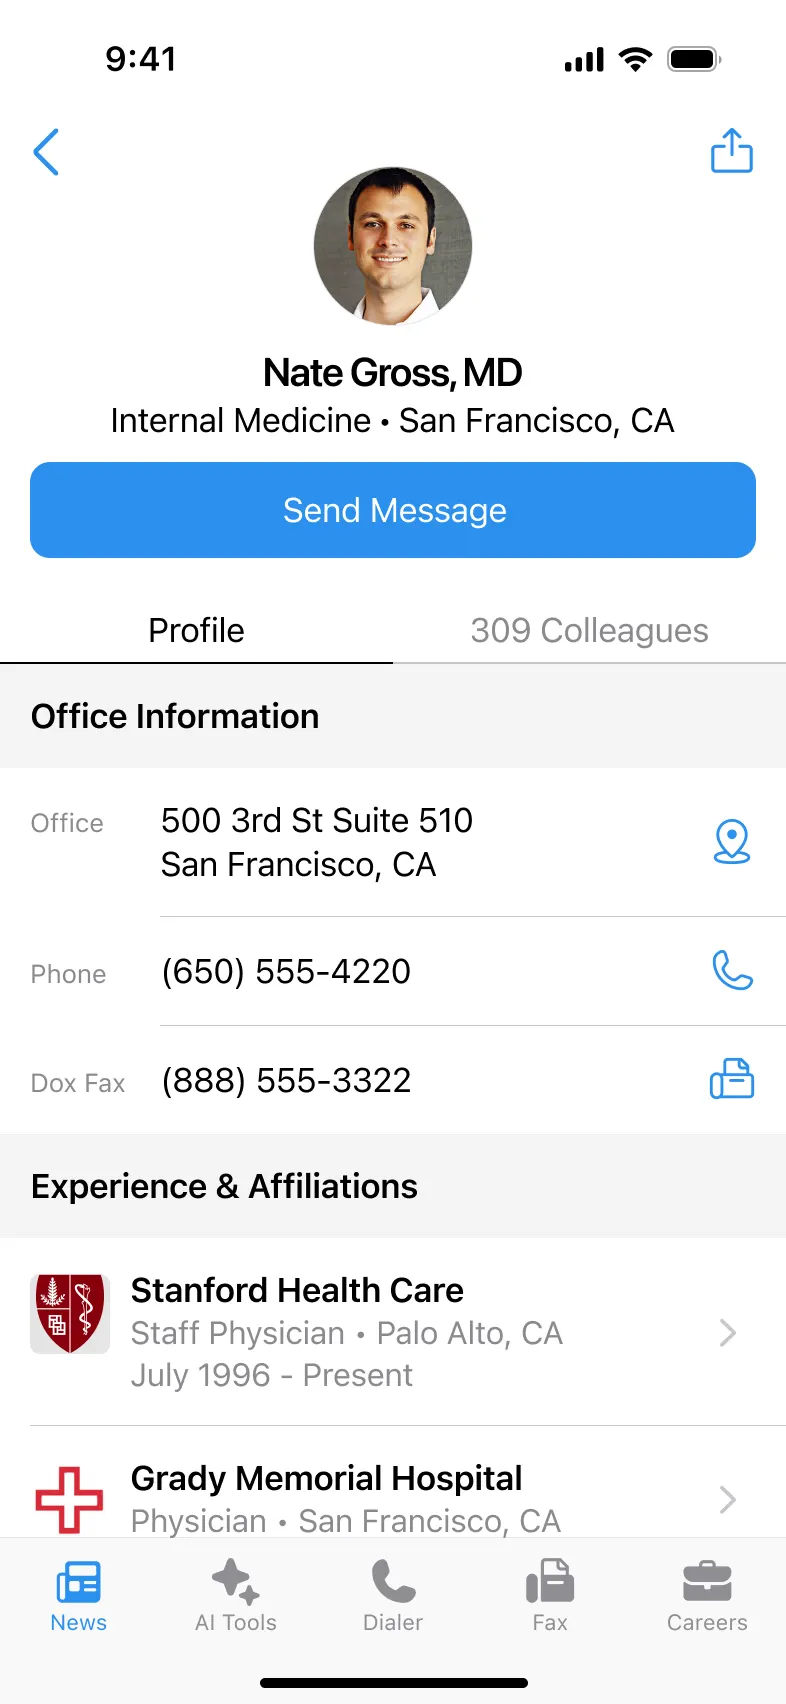 9:41
Nate Gross, MD
Internal Medicine • San Francisco, CA
Send Message
Profile
309 Colleagues
Office Information
Office
500 3rd St Suite 510
San Francisco, CA
Phone
(650) 555-4220
Dox Fax
(888) 555-3322
Experience & Affiliations
Stanford Health Care
Staff Physician • Palo Alto, CA
July 1996 - Present
Grady Memorial Hospital
Physician • San Francisco, CA
News
AI Tools
Dialer
Fax
Careers